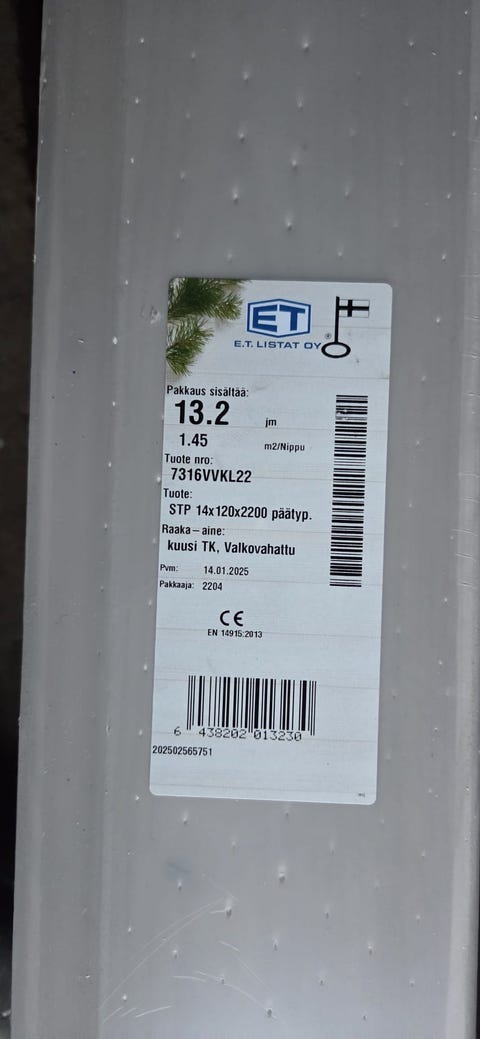 ET
E.T. LISTAT OY®
Pakkaus sisältää:
13.2 jm
1.45 m2/Nippu
Tuote nro:
7316VVKL22
Tuote:
STP 14x120x2200 päätyp.
Raaka-aine:
kuusi TK, Valkovahattu
Pvm: 14.01.2025
Pakkaaja: 2204
CE
EN 14915:2013
6 438202 013230
202502565751